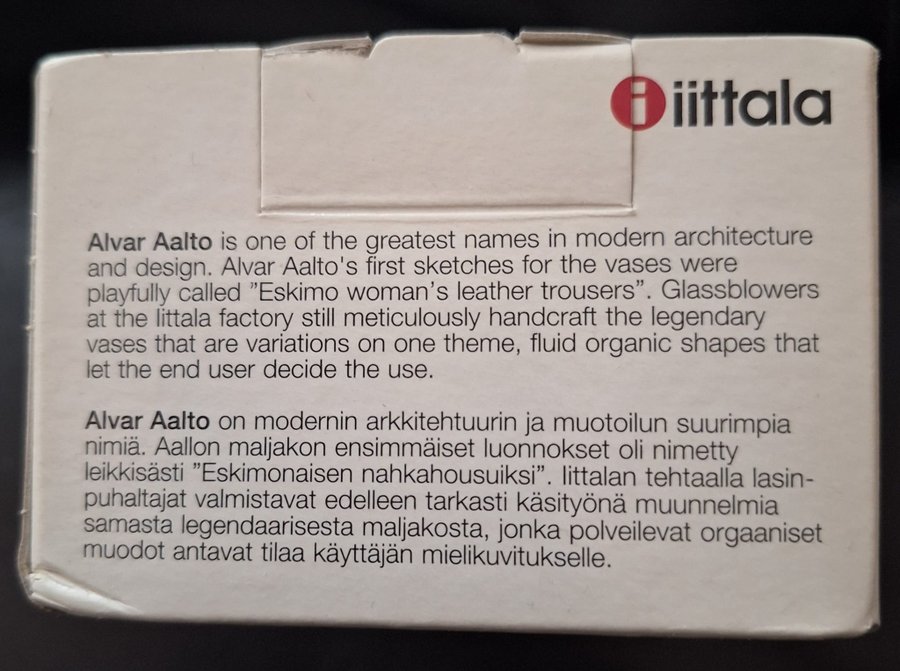 i iittala
Alvar Aalto is one of the greatest names in modern architecture
and design. Alvar Aalto's first sketches for the vases were
playfully called ”Eskimo woman's leather trousers”. Glassblowers
at the Iittala factory still meticulously handcraft the legendary
vases that are variations on one theme, fluid organic shapes that
let the end user decide the use.
Alvar Aalto on modernin arkkitehtuurin ja muotoilun suurimpia
nimiä. Aallon maljakon ensimmäiset luonnokset oli nimetty
leikkisästi ”Eskimonaisen nahkahousuiksi”. Iittalan tehtaalla lasin-
puhaltajat valmistavat edelleen tarkasti käsityönä muunnelmia
samasta legendaarisesta maljakosta, jonka polveilevat orgaaniset
muodot antavat tilaa käyttäjän mielikuvitukselle.